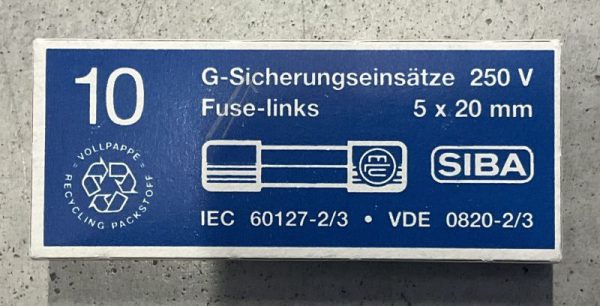 10
G-Sicherungseinsätze 250 V
Fuse-links 5 x 20 mm
VOLLPAPPE
RECYCLING-PACKSTOFF
SIBA
IEC 60127-2/3 • VDE 0820-2/3